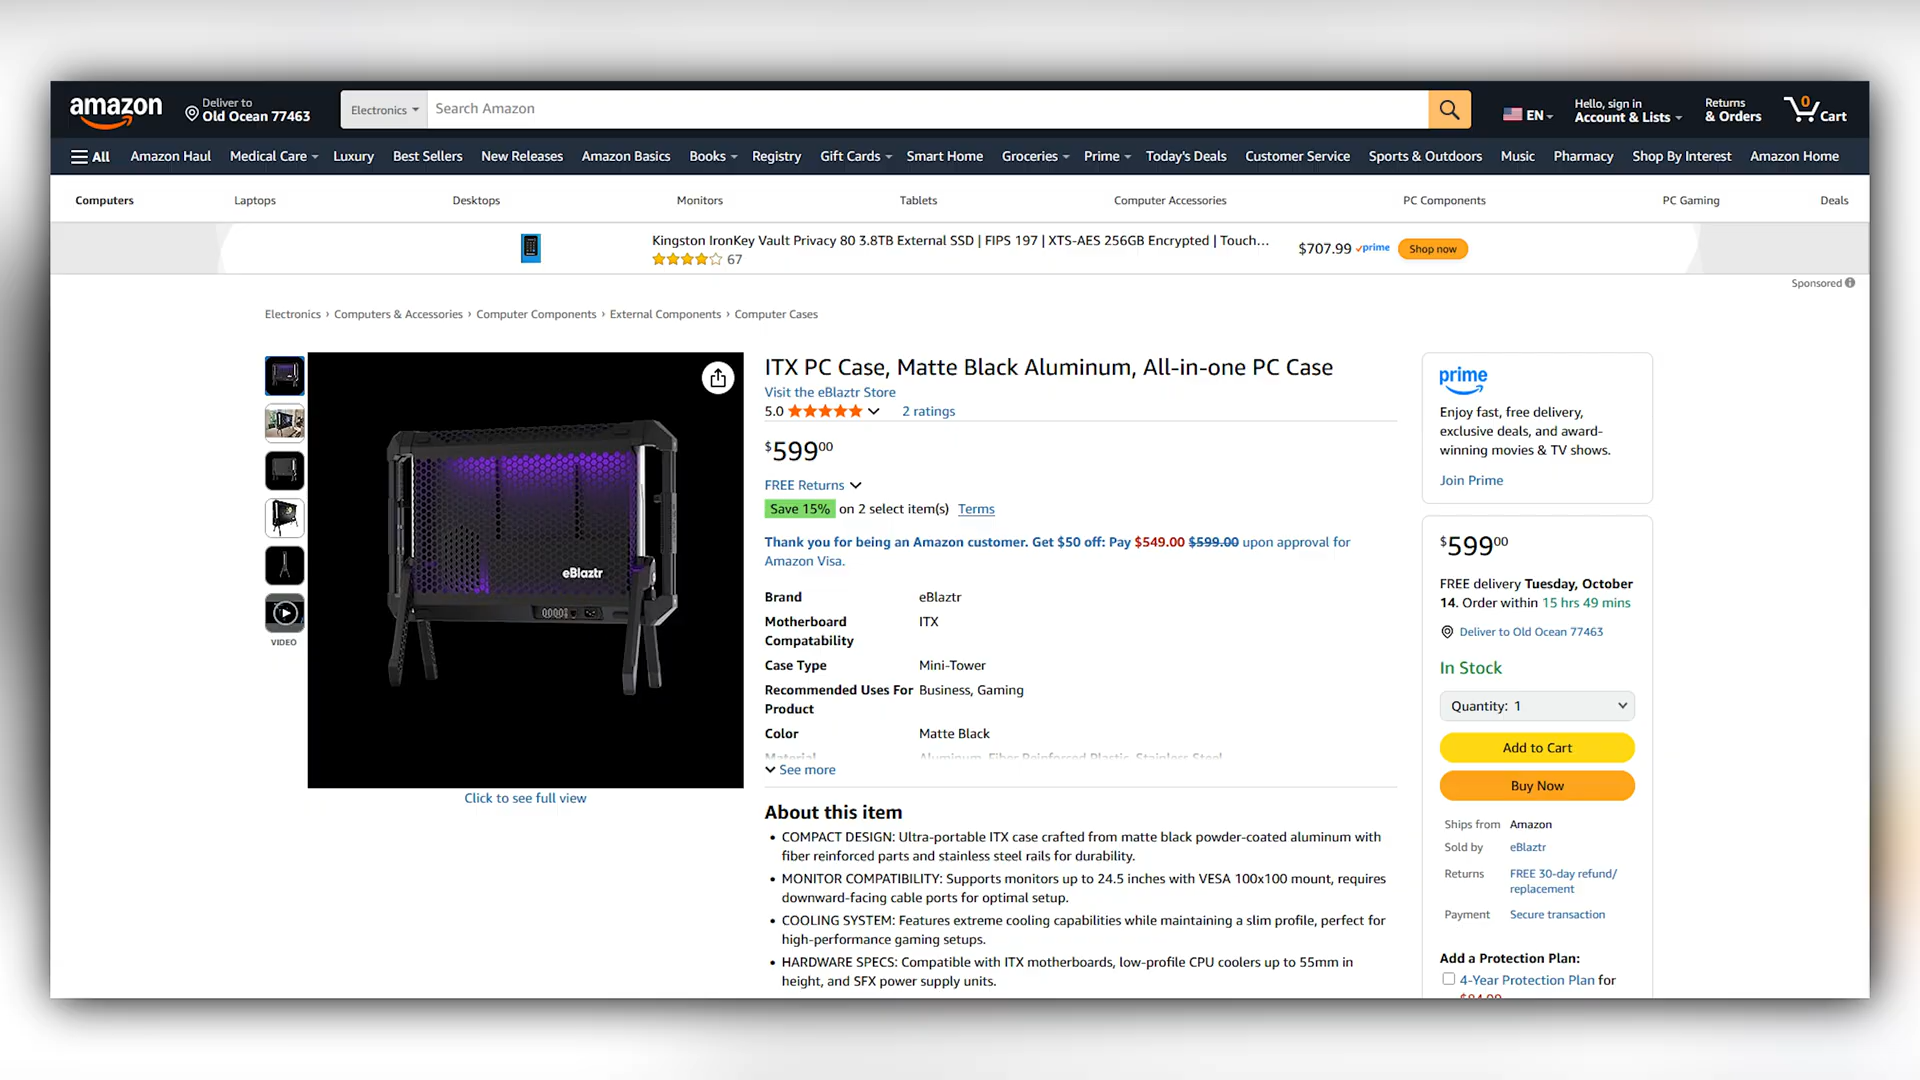 amazon
Deliver to
Old Ocean 77463
Electronics
Search Amazon
EN
Hello, sign in
Account & Lists
Returns
& Orders
0
Cart
All
Amazon Haul
Medical Care
Luxury
Best Sellers
New Releases
Amazon Basics
Books
Registry
Gift Cards
Smart Home
Groceries
Prime
Today's Deals
Customer Service
Sports & Outdoors
Music
Pharmacy
Shop By Interest
Amazon Home
Computers
Laptops
Desktops
Monitors
Tablets
Computer Accessories
PC Components
PC Gaming
Deals
Kingston IronKey Vault Privacy 80 3.8TB External SSD | FIPS 197 | XTS-AES 256GB Encrypted | Touch…
67
$707.99 prime
Shop now
Sponsored
Electronics › Computers & Accessories › Computer Components › External Components › Computer Cases
eBlaztr
VIDEO
Click to see full view
ITX PC Case, Matte Black Aluminum, All-in-one PC Case
Visit the eBlaztr Store
5.0
2 ratings
$59900
FREE Returns
Save 15% on 2 select item(s) Terms
Thank you for being an Amazon customer. Get $50 off: Pay $549.00 $599.00 upon approval for
Amazon Visa.
Brand eBlaztr
Motherboard ITX
Compatability
Case Type Mini-Tower
Recommended Uses For Business, Gaming
Product
Color Matte Black
Material Aluminum, Fiber Reinforced Plastic, Stainless Steel
See more
About this item
• COMPACT DESIGN: Ultra-portable ITX case crafted from matte black powder-coated aluminum with
fiber reinforced parts and stainless steel rails for durability.
• MONITOR COMPATIBILITY: Supports monitors up to 24.5 inches with VESA 100x100 mount, requires
downward-facing cable ports for optimal setup.
• COOLING SYSTEM: Features extreme cooling capabilities while maintaining a slim profile, perfect for
high-performance gaming setups.
• HARDWARE SPECS: Compatible with ITX motherboards, low-profile CPU coolers up to 55mm in
height, and SFX power supply units.
prime
Enjoy fast, free delivery,
exclusive deals, and award-
winning movies & TV shows.
Join Prime
$59900
FREE delivery Tuesday, October
14. Order within 15 hrs 49 mins
Deliver to Old Ocean 77463
In Stock
Quantity: 1
Add to Cart
Buy Now
Ships from Amazon
Sold by eBlaztr
Returns FREE 30-day refund/
replacement
Payment Secure transaction
Add a Protection Plan:
4-Year Protection Plan for